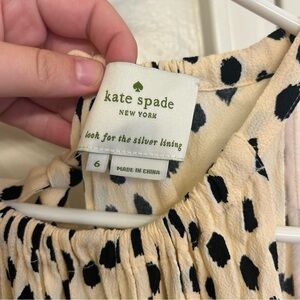 kate spade
NEW YORK
look for the silver lining
6
MADE IN CHINA